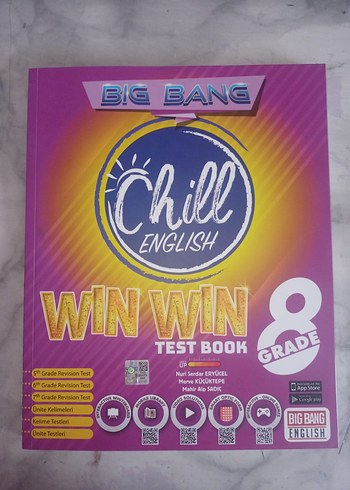 BIG BANG
Chill
ENGLISH
WIN WIN
TEST BOOK
8
GRADE
UP
5th Grade Revision Test
6th Grade Revision Test
7th Grade Revision Test
Ünite Kelimeleri
Kelime Testleri
Ünite Testleri
Nuri Serdar ERYÜCEL
Merve KÜÇÜKTEPE
Mahir Alp SADIÇ
App Store
Google play
BIG BANG
ENGLISH